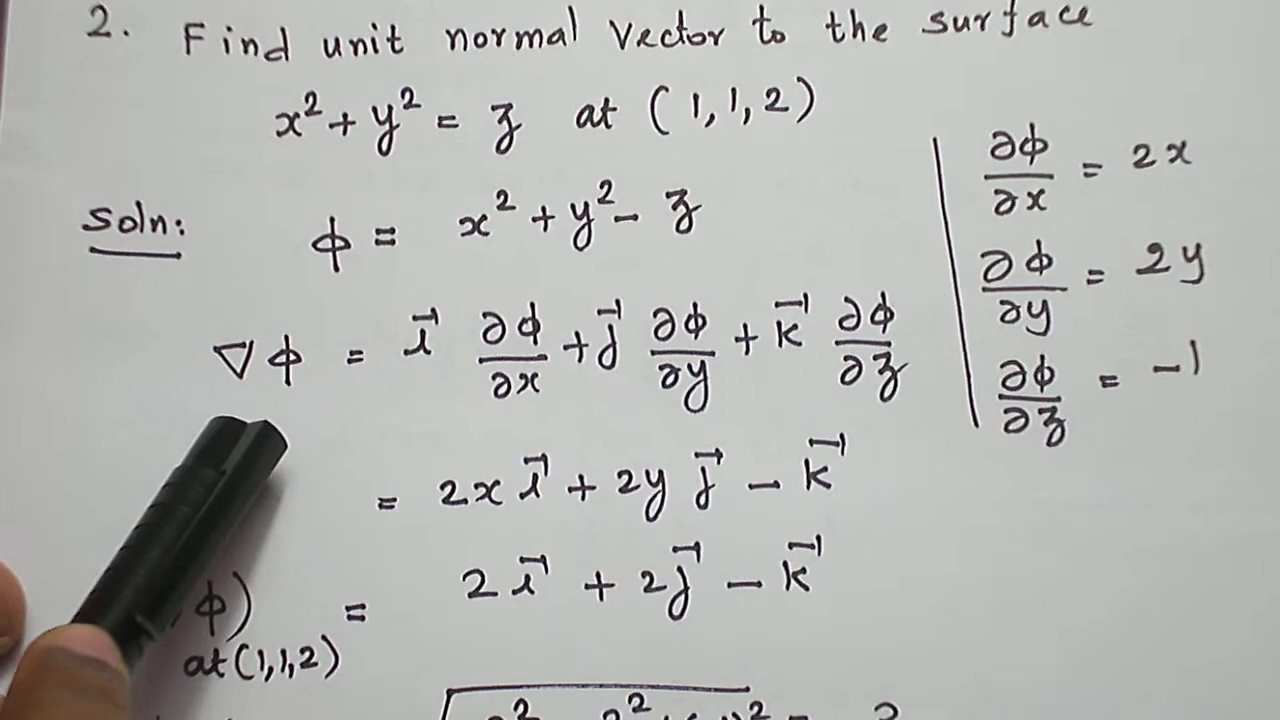 2. Find unit normal vector to the surface
x² + y² = z at (1,1,2)
Soln: ϕ = x² + y² - z
∇ϕ = i⃗ ∂ϕ/∂x + j⃗ ∂ϕ/∂y + k⃗ ∂ϕ/∂z
= 2x i⃗ + 2y j⃗ - k⃗
ϕ) = 2 i⃗ + 2 j⃗ - k⃗
at (1,1,2)
∂ϕ/∂x = 2x
∂ϕ/∂y = 2y
∂ϕ/∂z = -1